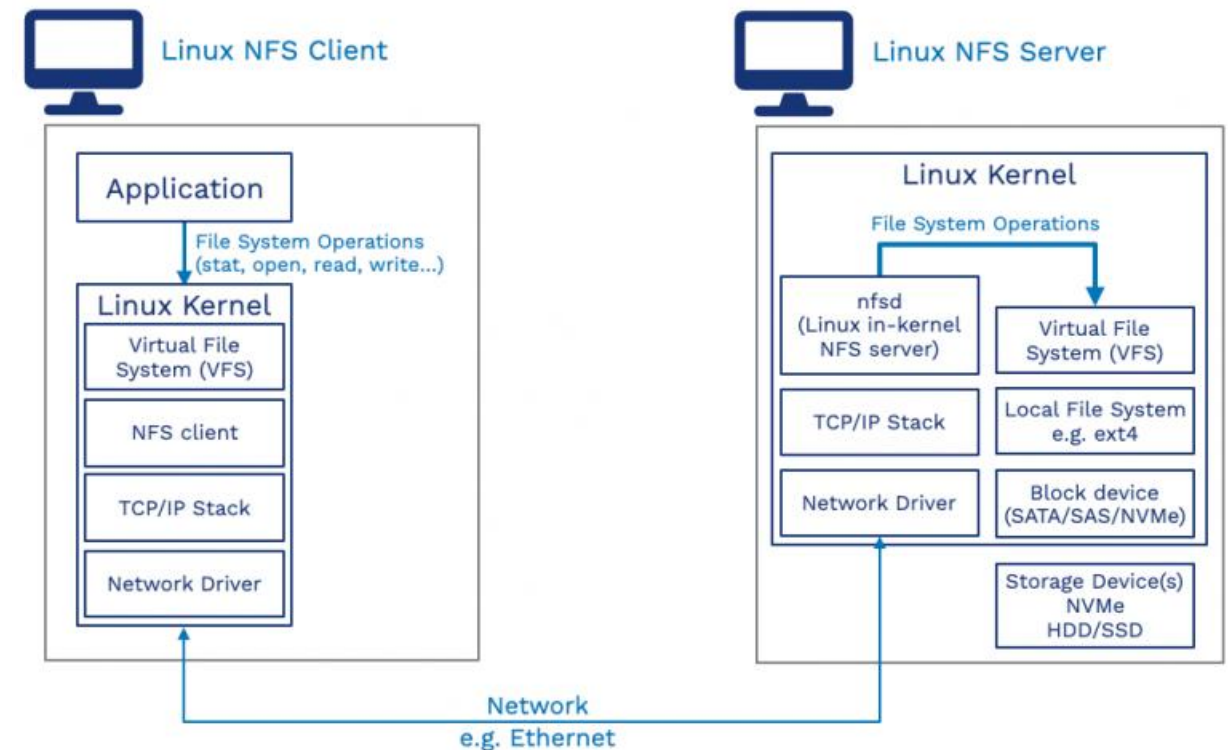 Linux NFS Client
Application
File System Operations
(stat, open, read, write...)
Linux Kernel
Virtual File
System (VFS)
NFS client
TCP/IP Stack
Network Driver
Linux NFS Server
Linux Kernel
File System Operations
nfsd
(Linux in-kernel
NFS server)
TCP/IP Stack
Network Driver
Virtual File
System (VFS)
Local File System
e.g. ext4
Block device
(SATA/SAS/NVMe)
Storage Device(s)
NVMe
HDD/SSD
Network
e.g. Ethernet